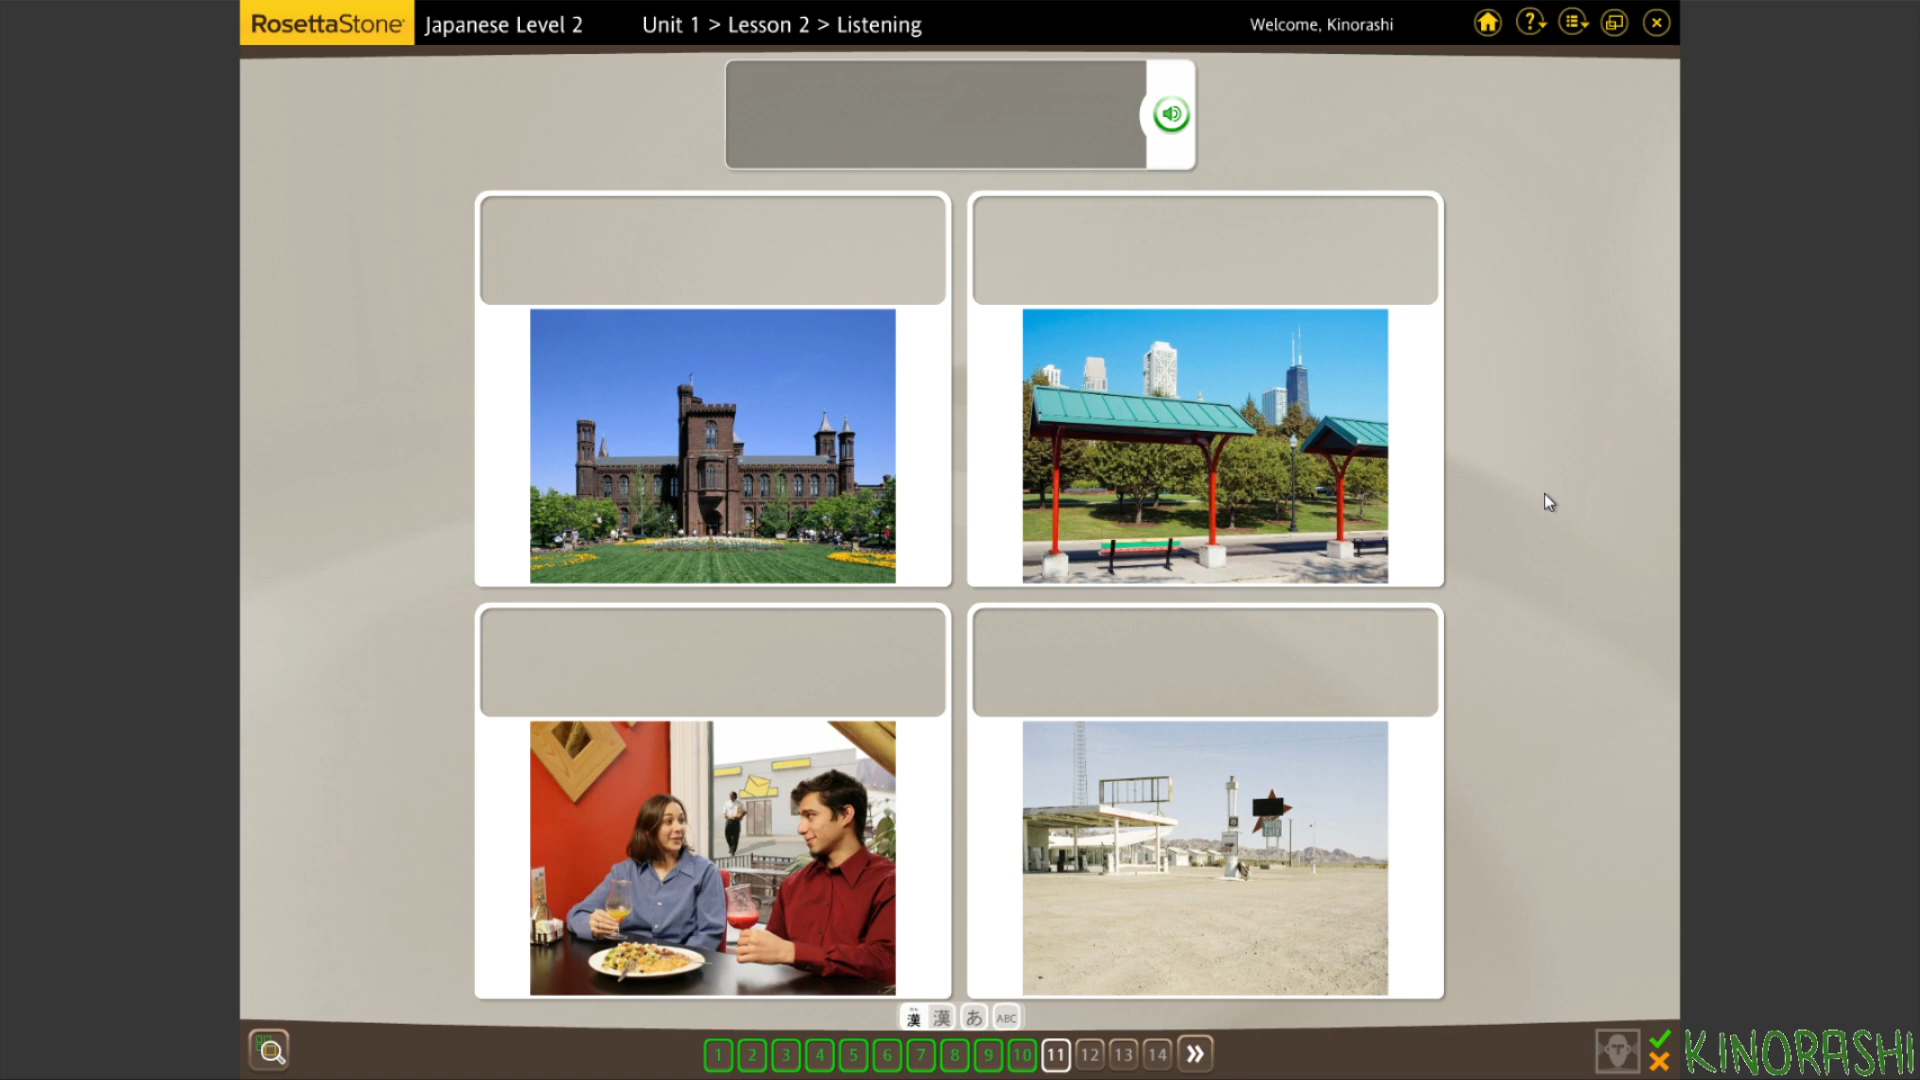 RosettaStone
Japanese Level 2
Unit 1 > Lesson 2 > Listening
Welcome, Kinorashi
漢 漢 あ ABC
1 2 3 4 5 6 7 8 9 10 11 12 13 14
KINORASHI